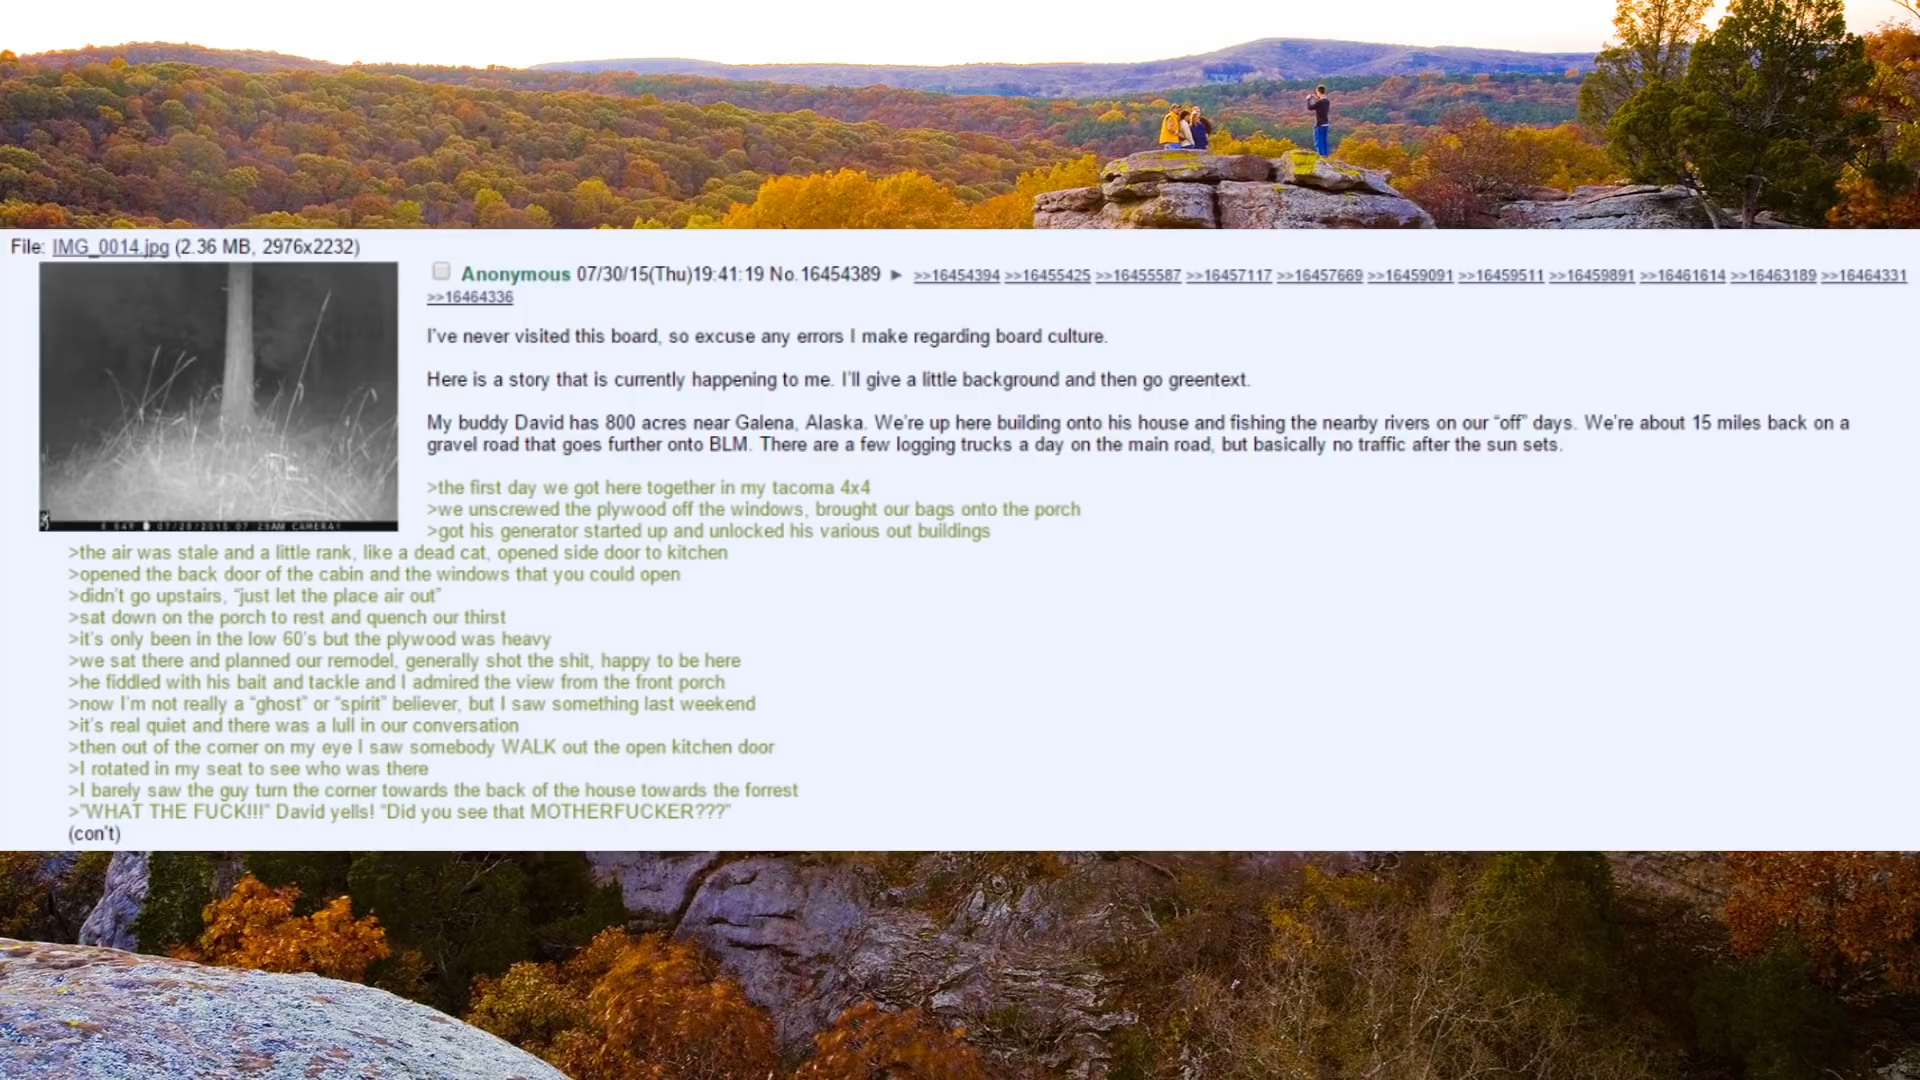 File: IMG_0014.jpg (2.36 MB, 2976x2232)
Anonymous 07/30/15(Thu)19:41:19 No.16454389 ► >>16454394 >>16455425 >>16455587 >>16457117 >>16457669 >>16459091 >>16459511 >>16459891 >>16461614 >>16463189 >>16464331
>>16464336
I've never visited this board, so excuse any errors I make regarding board culture.
Here is a story that is currently happening to me. I'll give a little background and then go greentext.
My buddy David has 800 acres near Galena, Alaska. We're up here building onto his house and fishing the nearby rivers on our “off” days. We're about 15 miles back on a
gravel road that goes further onto BLM. There are a few logging trucks a day on the main road, but basically no traffic after the sun sets.
>the first day we got here together in my tacoma 4x4
>we unscrewed the plywood off the windows, brought our bags onto the porch
>got his generator started up and unlocked his various out buildings
>the air was stale and a little rank, like a dead cat, opened side door to kitchen
>opened the back door of the cabin and the windows that you could open
>didn't go upstairs, “just let the place air out”
>sat down on the porch to rest and quench our thirst
>it's only been in the low 60's but the plywood was heavy
>we sat there and planned our remodel, generally shot the shit, happy to be here
>he fiddled with his bait and tackle and I admired the view from the front porch
>now I'm not really a “ghost” or “spirit” believer, but I saw something last weekend
>it's real quiet and there was a lull in our conversation
>then out of the corner on my eye I saw somebody WALK out the open kitchen door
>I rotated in my seat to see who was there
>I barely saw the guy turn the corner towards the back of the house towards the forrest
>”WHAT THE FUCK!!!” David yells! “Did you see that MOTHERFUCKER???”
(con't)
07/28/2015 07:29AM CAMERA1